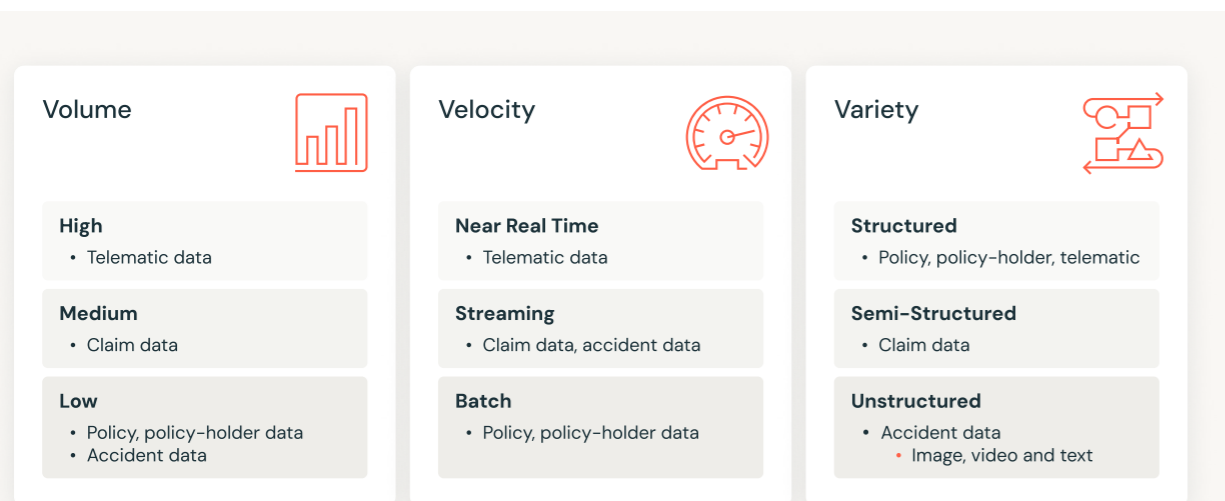 Volume
High
• Telematic data
Medium
• Claim data
Low
• Policy, policy-holder data
• Accident data
Velocity
Near Real Time
• Telematic data
Streaming
• Claim data, accident data
Batch
• Policy, policy-holder data
Variety
Structured
• Policy, policy-holder, telematic
Semi-Structured
• Claim data
Unstructured
• Accident data
• Image, video and text